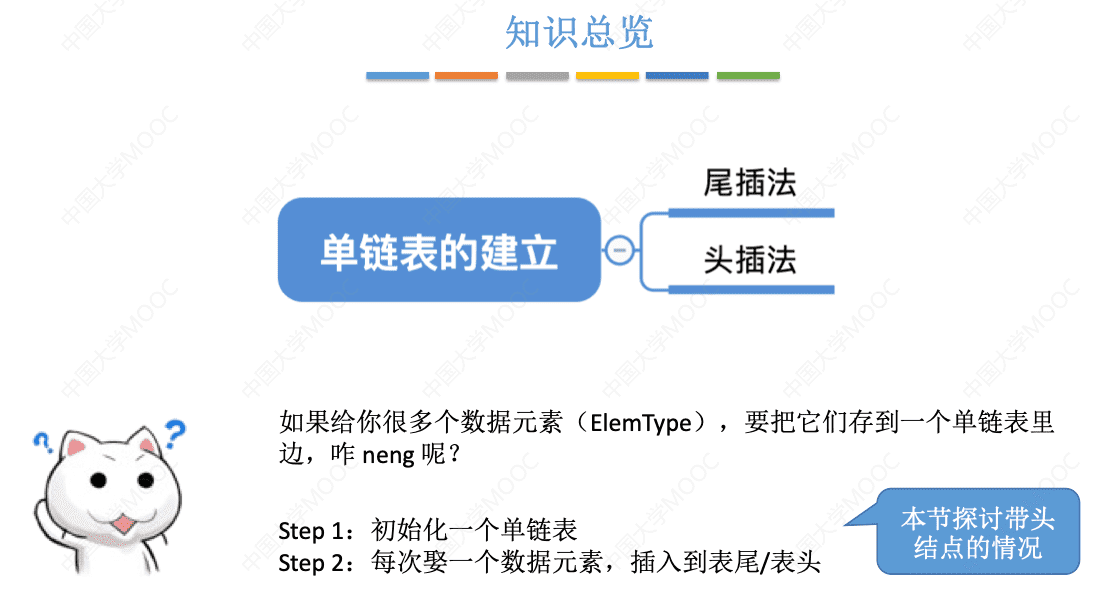 知识总览
单链表的建立
尾插法
头插法
如果给你很多个数据元素（ElemType），要把它们存到一个单链表里
边，咋 neng 呢？
Step 1：初始化一个单链表
Step 2：每次娶一个数据元素，插入到表尾/表头
本节探讨带头
结点的情况
? ?
中国大学MOOC